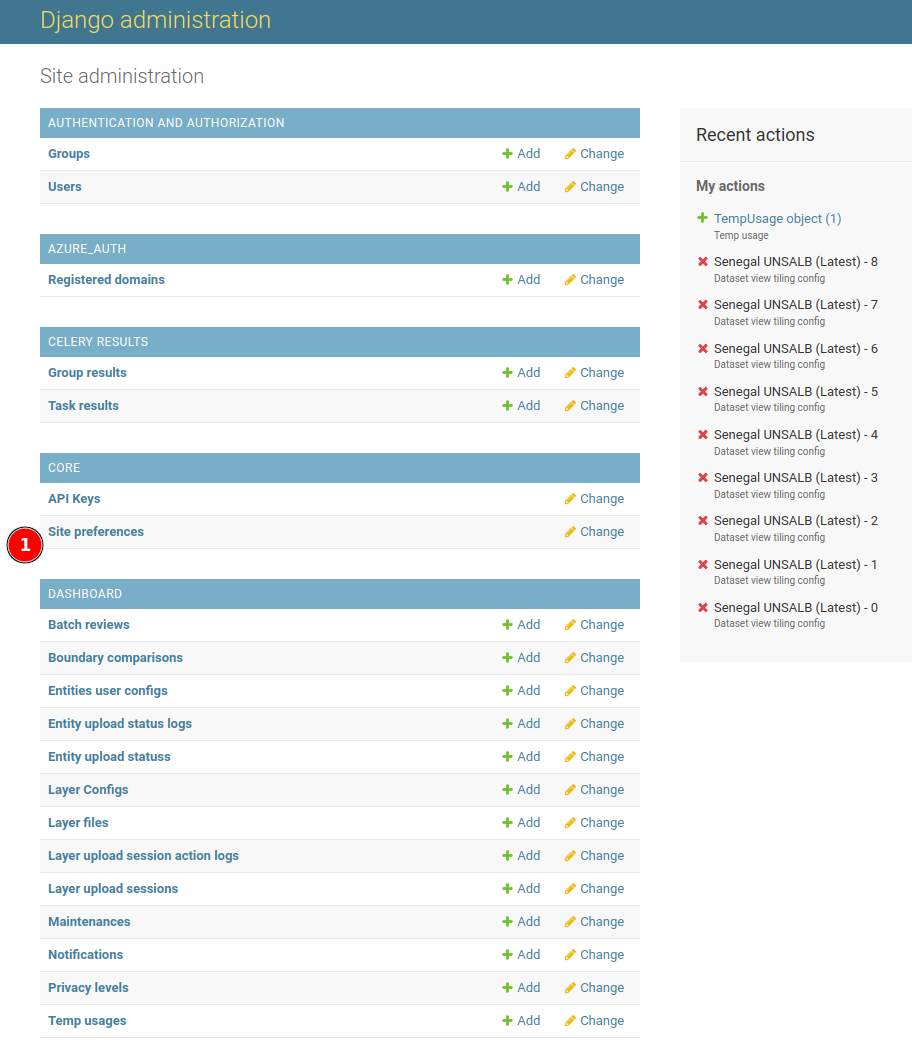 Django administration
Site administration
AUTHENTICATION AND AUTHORIZATION
Groups Add Change
Users Add Change
AZURE_AUTH
Registered domains Add Change
CELERY RESULTS
Group results Add Change
Task results Add Change
CORE
API Keys Change
1 Site preferences Change
DASHBOARD
Batch reviews Add Change
Boundary comparisons Add Change
Entities user configs Add Change
Entity upload status logs Add Change
Entity upload statuss Add Change
Layer Configs Add Change
Layer files Add Change
Layer upload session action logs Add Change
Layer upload sessions Add Change
Maintenances Add Change
Notifications Add Change
Privacy levels Add Change
Temp usages Add Change
Recent actions
My actions
TempUsage object (1)
Temp usage
Senegal UNSALB (Latest) - 8
Dataset view tiling config
Senegal UNSALB (Latest) - 7
Dataset view tiling config
Senegal UNSALB (Latest) - 6
Dataset view tiling config
Senegal UNSALB (Latest) - 5
Dataset view tiling config
Senegal UNSALB (Latest) - 4
Dataset view tiling config
Senegal UNSALB (Latest) - 3
Dataset view tiling config
Senegal UNSALB (Latest) - 2
Dataset view tiling config
Senegal UNSALB (Latest) - 1
Dataset view tiling config
Senegal UNSALB (Latest) - 0
Dataset view tiling config